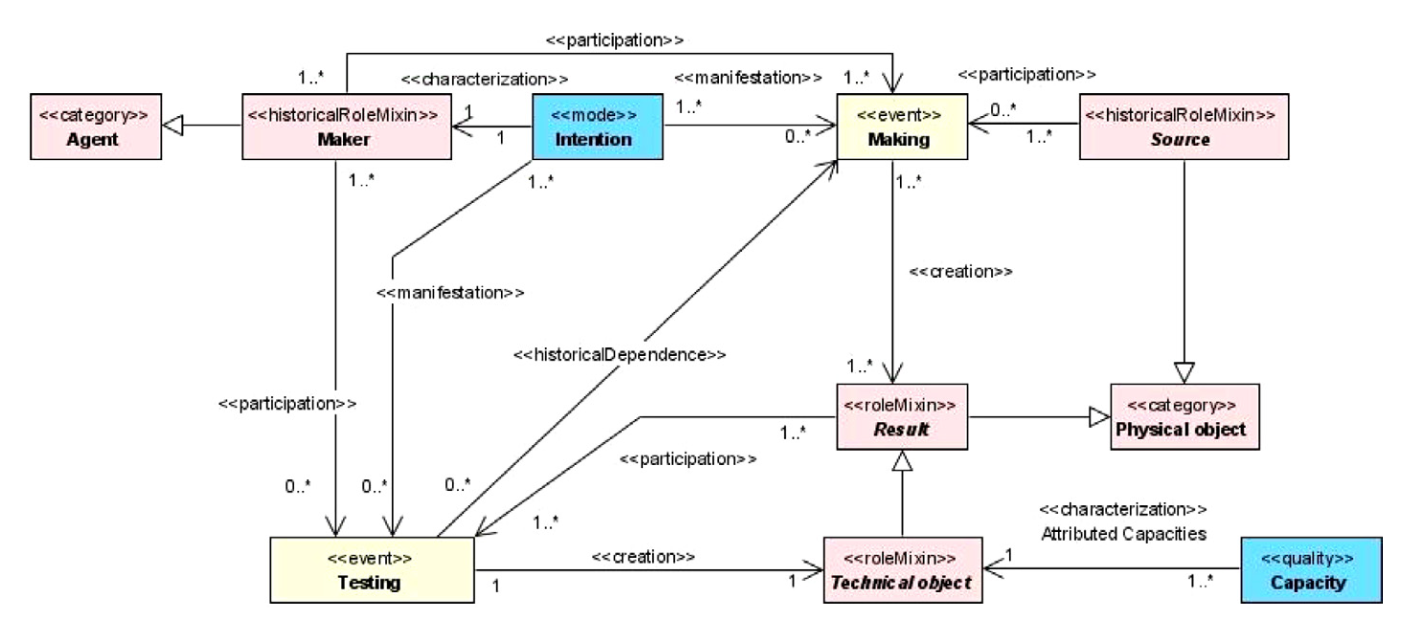 <<participation>>
1..*
<<characterization>>
<<manifestation>>
1..*
<<participation>>
<<category>>
Agent
<<historicalRoleMixin>>
Maker
1
1
<<mode>>
Intention
1..*
0..*
<<event>>
Making
0..*
1..*
<<historicalRoleMixin>>
Source
1..*
1..*
1..*
<<creation>>
<<manifestation>>
<<historicalDependence>>
1..*
<<participation>>
<<roleMixin>>
Result
<<category>>
Physical object
1..*
<<participation>>
0..*
0..*
0..*
1..*
<<characterization>>
Attributed Capacities
<<event>>
Testing
<<creation>>
1
1
<<roleMixin>>
Technical object
1
1..*
<<quality>>
Capacity